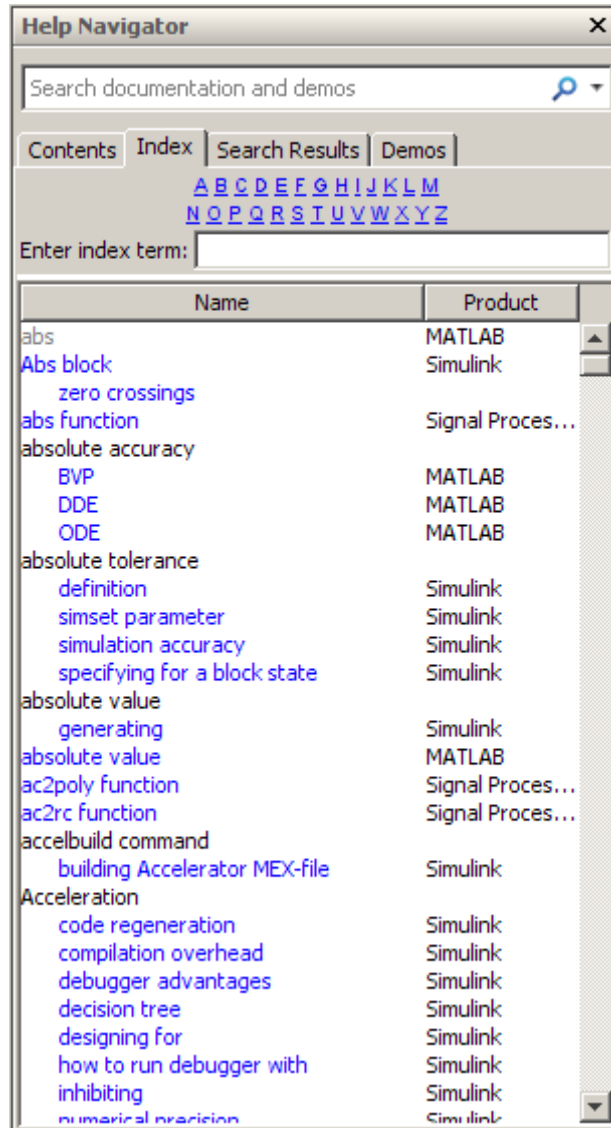 Help Navigator
Search documentation and demos
Contents Index Search Results Demos
A B C D E F G H I J K L M
N O P Q R S T U V W X Y Z
Enter index term:
Name Product
abs MATLAB
Abs block Simulink
zero crossings
abs function Signal Proces...
absolute accuracy
BVP MATLAB
DDE MATLAB
ODE MATLAB
absolute tolerance
definition Simulink
simset parameter Simulink
simulation accuracy Simulink
specifying for a block state Simulink
absolute value
generating Simulink
absolute value MATLAB
ac2poly function Signal Proces...
ac2rc function Signal Proces...
accelbuild command
building Accelerator MEX-file Simulink
Acceleration
code regeneration Simulink
compilation overhead Simulink
debugger advantages Simulink
decision tree Simulink
designing for Simulink
how to run debugger with Simulink
inhibiting Simulink
numerical precision Simulink